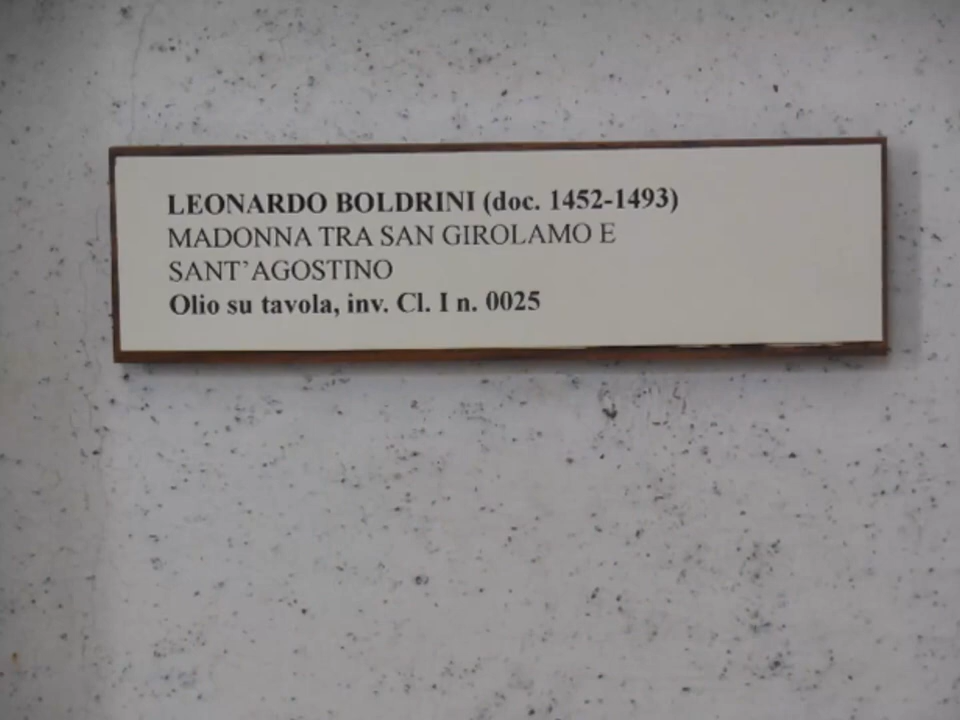 LEONARDO BOLDRINI (doc. 1452-1493)
MADONNA TRA SAN GIROLAMO E
SANT'AGOSTINO
Olio su tavola, inv. Cl. I n. 0025